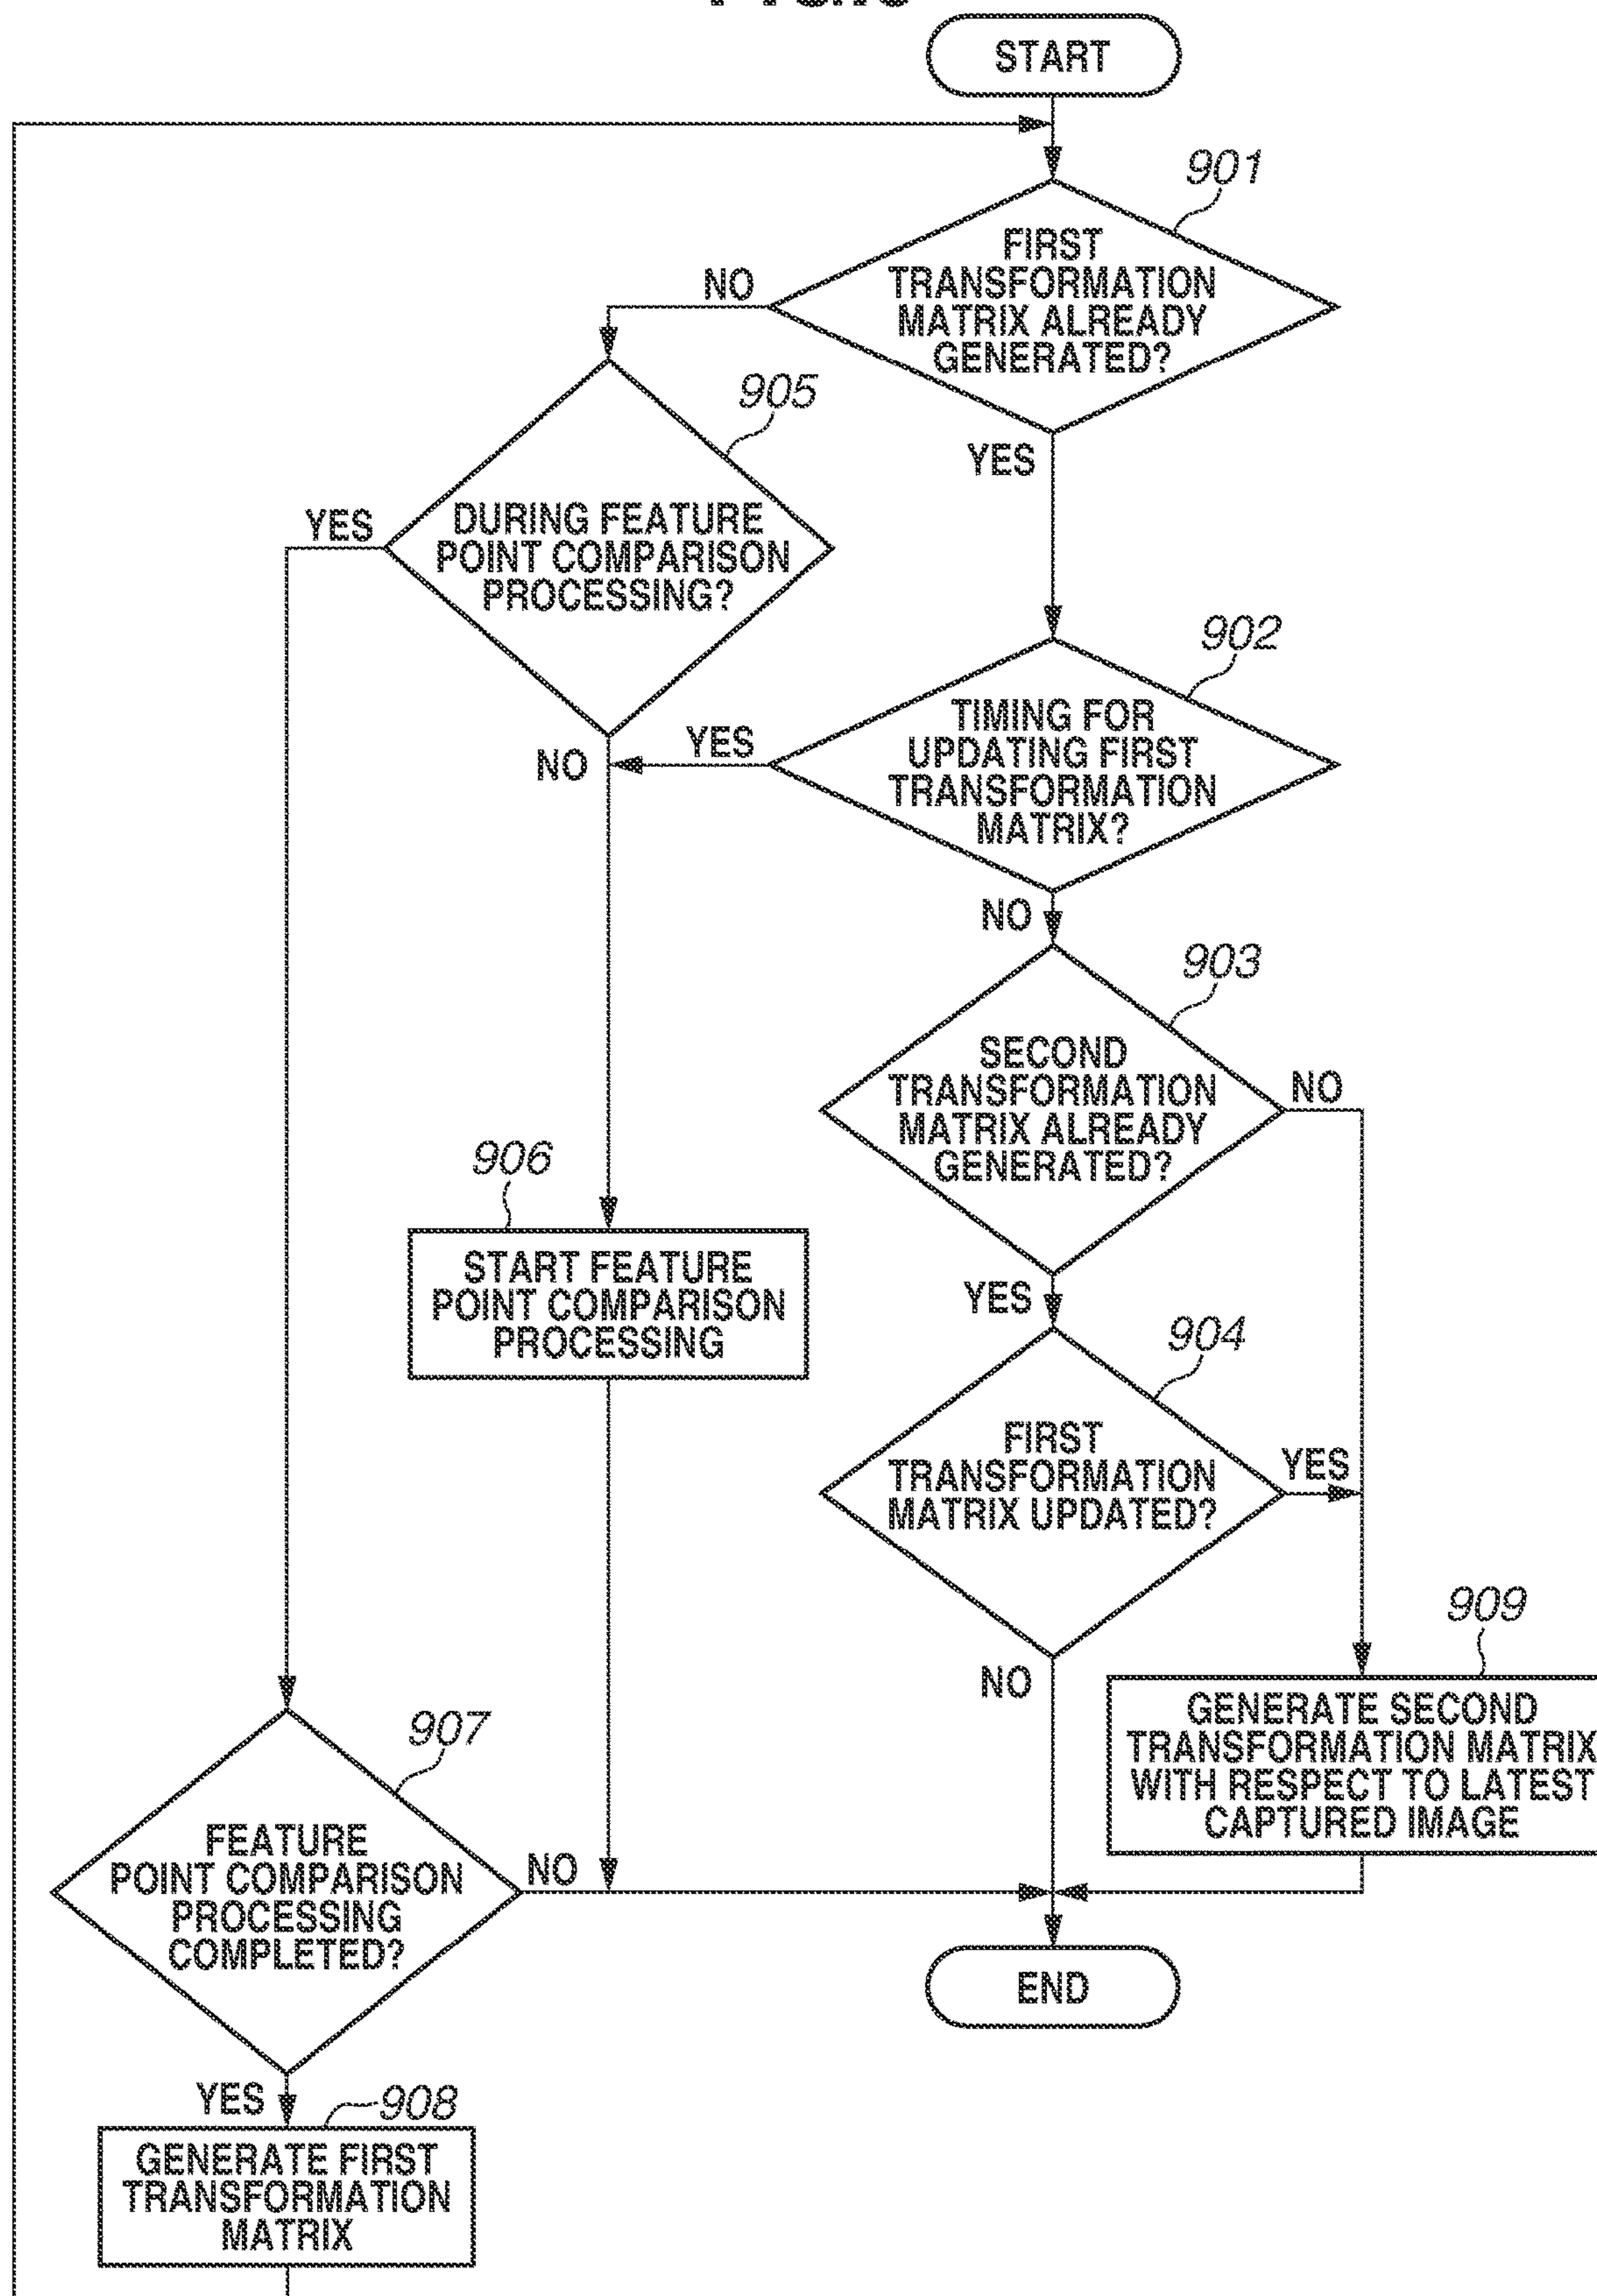 START
901
FIRST
TRANSFORMATION
MATRIX ALREADY
GENERATED?
NO
YES
905
DURING FEATURE
POINT COMPARISON
PROCESSING?
YES
NO
902
TIMING FOR
UPDATING FIRST
TRANSFORMATION
MATRIX?
YES
NO
903
SECOND
TRANSFORMATION
MATRIX ALREADY
GENERATED?
NO
YES
906
START FEATURE
POINT COMPARISON
PROCESSING
904
FIRST
TRANSFORMATION
MATRIX UPDATED?
YES
NO
909
GENERATE SECOND
TRANSFORMATION MATRIX
WITH RESPECT TO LATEST
CAPTURED IMAGE
907
FEATURE
POINT COMPARISON
PROCESSING
COMPLETED?
NO
YES
END
908
GENERATE FIRST
TRANSFORMATION
MATRIX